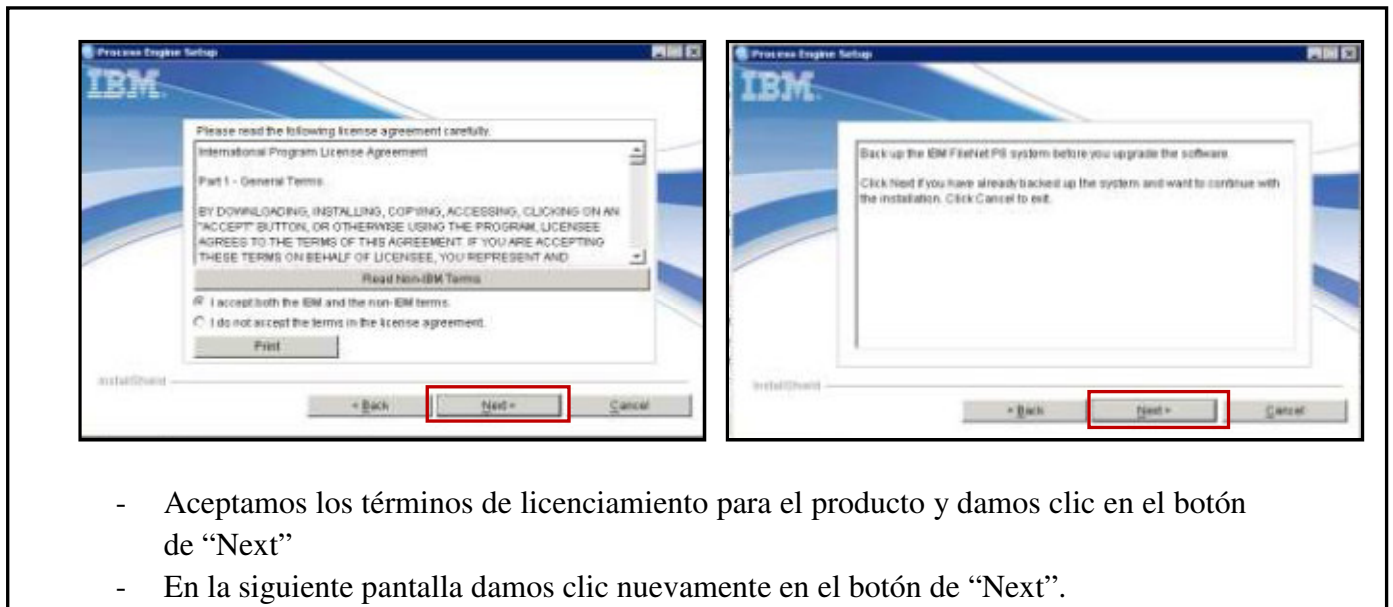 Process Engine Setup
IBM.
Please read the following license agreement carefully.
International Program License Agreement
Part 1 - General Terms
BY DOWNLOADING, INSTALLING, COPYING, ACCESSING, CLICKING ON AN
"ACCEPT" BUTTON, OR OTHERWISE USING THE PROGRAM, LICENSEE
AGREES TO THE TERMS OF THIS AGREEMENT. IF YOU ARE ACCEPTING
THESE TERMS ON BEHALF OF LICENSEE, YOU REPRESENT AND
Read Non-IBM Terms
I accept both the IBM and the non-IBM terms.
I do not accept the terms in the license agreement.
Print
InstallShield
< Back Next > Cancel
Process Engine Setup
IBM.
Back up the IBM FileNet P8 system before you upgrade the software.
Click Next if you have already backed up the system and want to continue with
the installation. Click Cancel to exit.
InstallShield
< Back Next > Cancel
- Aceptamos los términos de licenciamiento para el producto y damos clic en el botón
de “Next”
- En la siguiente pantalla damos clic nuevamente en el botón de “Next”.